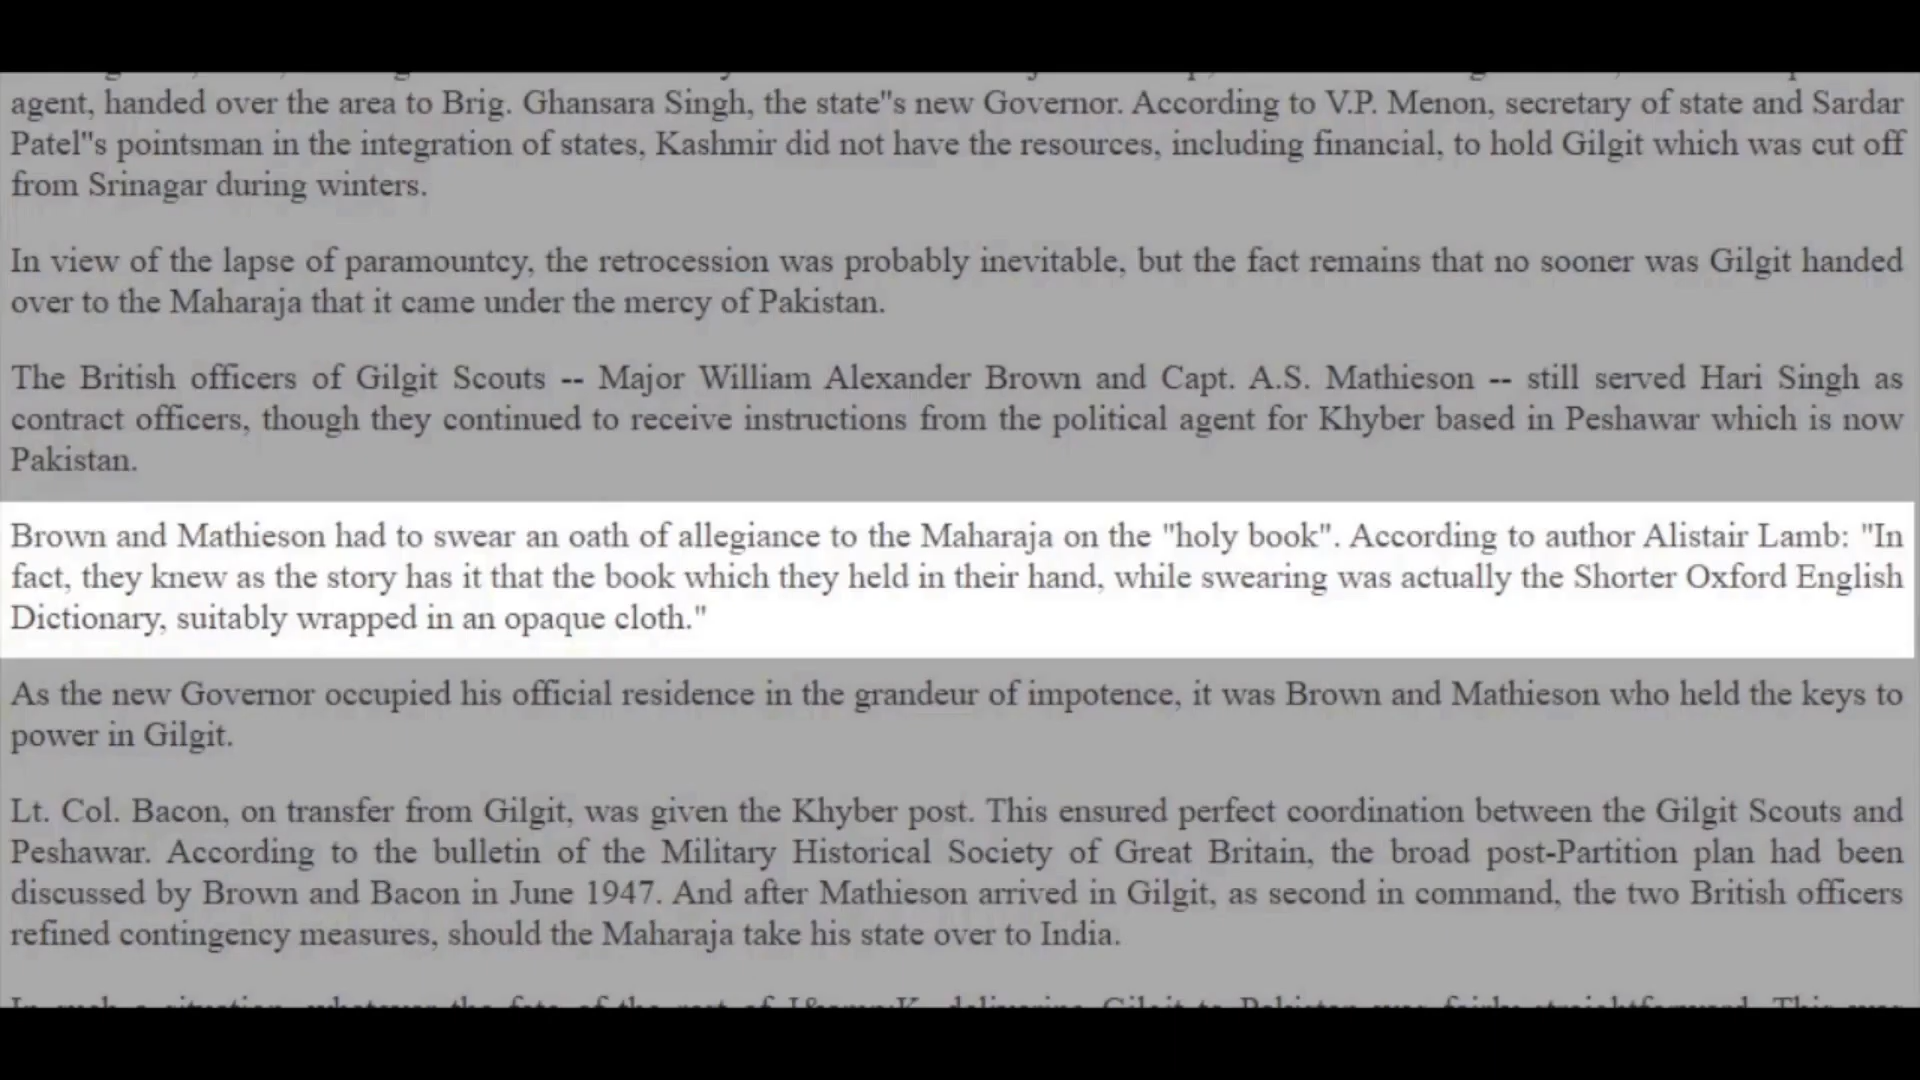 agent, handed over the area to Brig. Ghansara Singh, the state"s new Governor. According to V.P. Menon, secretary of state and Sardar
Patel"s pointsman in the integration of states, Kashmir did not have the resources, including financial, to hold Gilgit which was cut off
from Srinagar during winters.
In view of the lapse of paramountcy, the retrocession was probably inevitable, but the fact remains that no sooner was Gilgit handed
over to the Maharaja that it came under the mercy of Pakistan.
The British officers of Gilgit Scouts -- Major William Alexander Brown and Capt. A.S. Mathieson -- still served Hari Singh as
contract officers, though they continued to receive instructions from the political agent for Khyber based in Peshawar which is now
Pakistan.
Brown and Mathieson had to swear an oath of allegiance to the Maharaja on the "holy book". According to author Alistair Lamb: "In
fact, they knew as the story has it that the book which they held in their hand, while swearing was actually the Shorter Oxford English
Dictionary, suitably wrapped in an opaque cloth."
As the new Governor occupied his official residence in the grandeur of impotence, it was Brown and Mathieson who held the keys to
power in Gilgit.
Lt. Col. Bacon, on transfer from Gilgit, was given the Khyber post. This ensured perfect coordination between the Gilgit Scouts and
Peshawar. According to the bulletin of the Military Historical Society of Great Britain, the broad post-Partition plan had been
discussed by Brown and Bacon in June 1947. And after Mathieson arrived in Gilgit, as second in command, the two British officers
refined contingency measures, should the Maharaja take his state over to India.